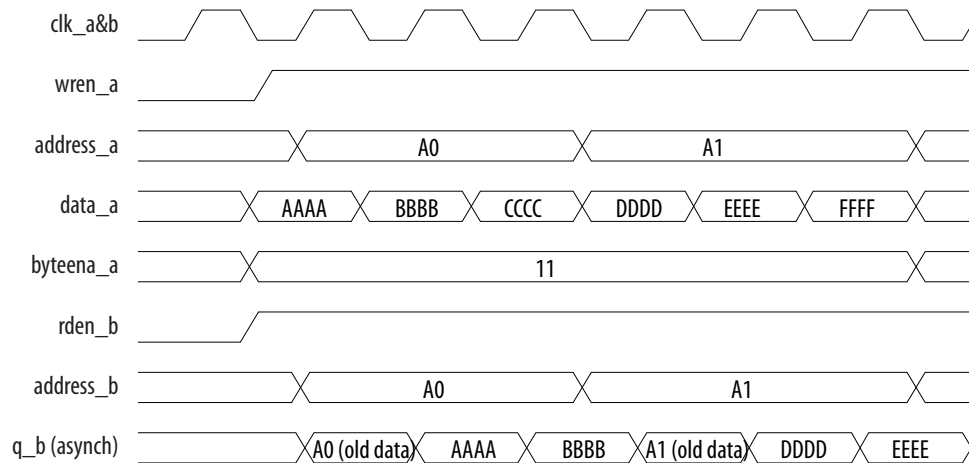 clk_a&b
wren_a
address_a A0 A1
data_a AAAA BBBB CCCC DDDD EEEE FFFF
byteena_a 11
rden_b
address_b A0 A1
q_b (asynch) A0 (old data) AAAA BBBB A1 (old data) DDDD EEEE